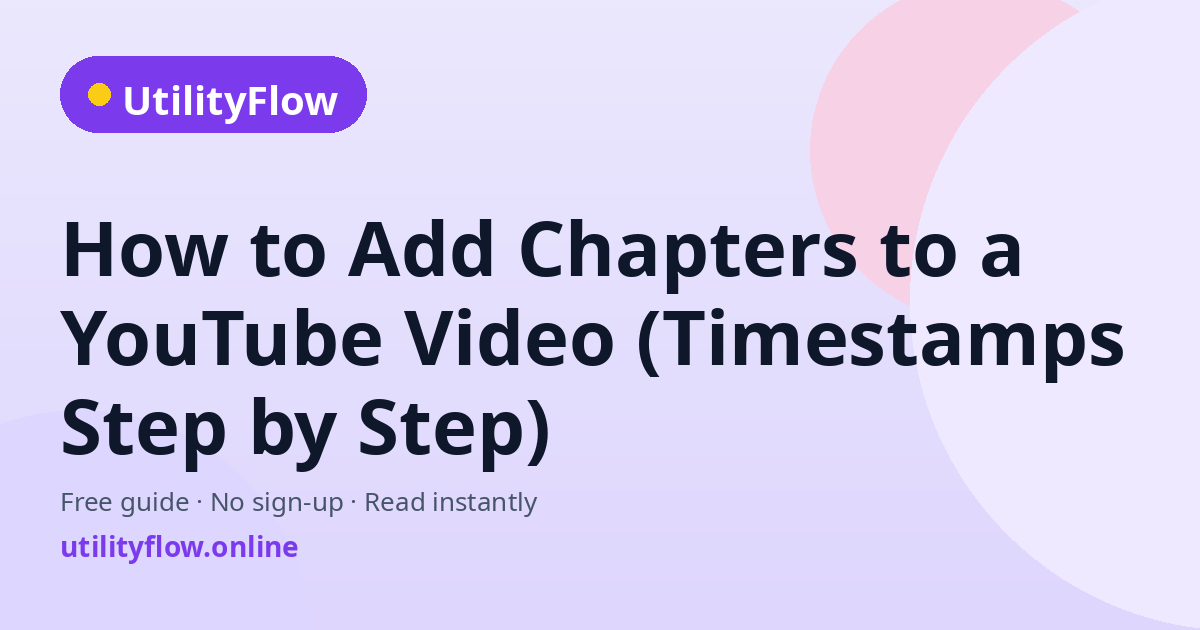 UtilityFlow
How to Add Chapters to a
YouTube Video (Timestamps
Step by Step)
Free guide · No sign-up · Read instantly
utilityflow.online